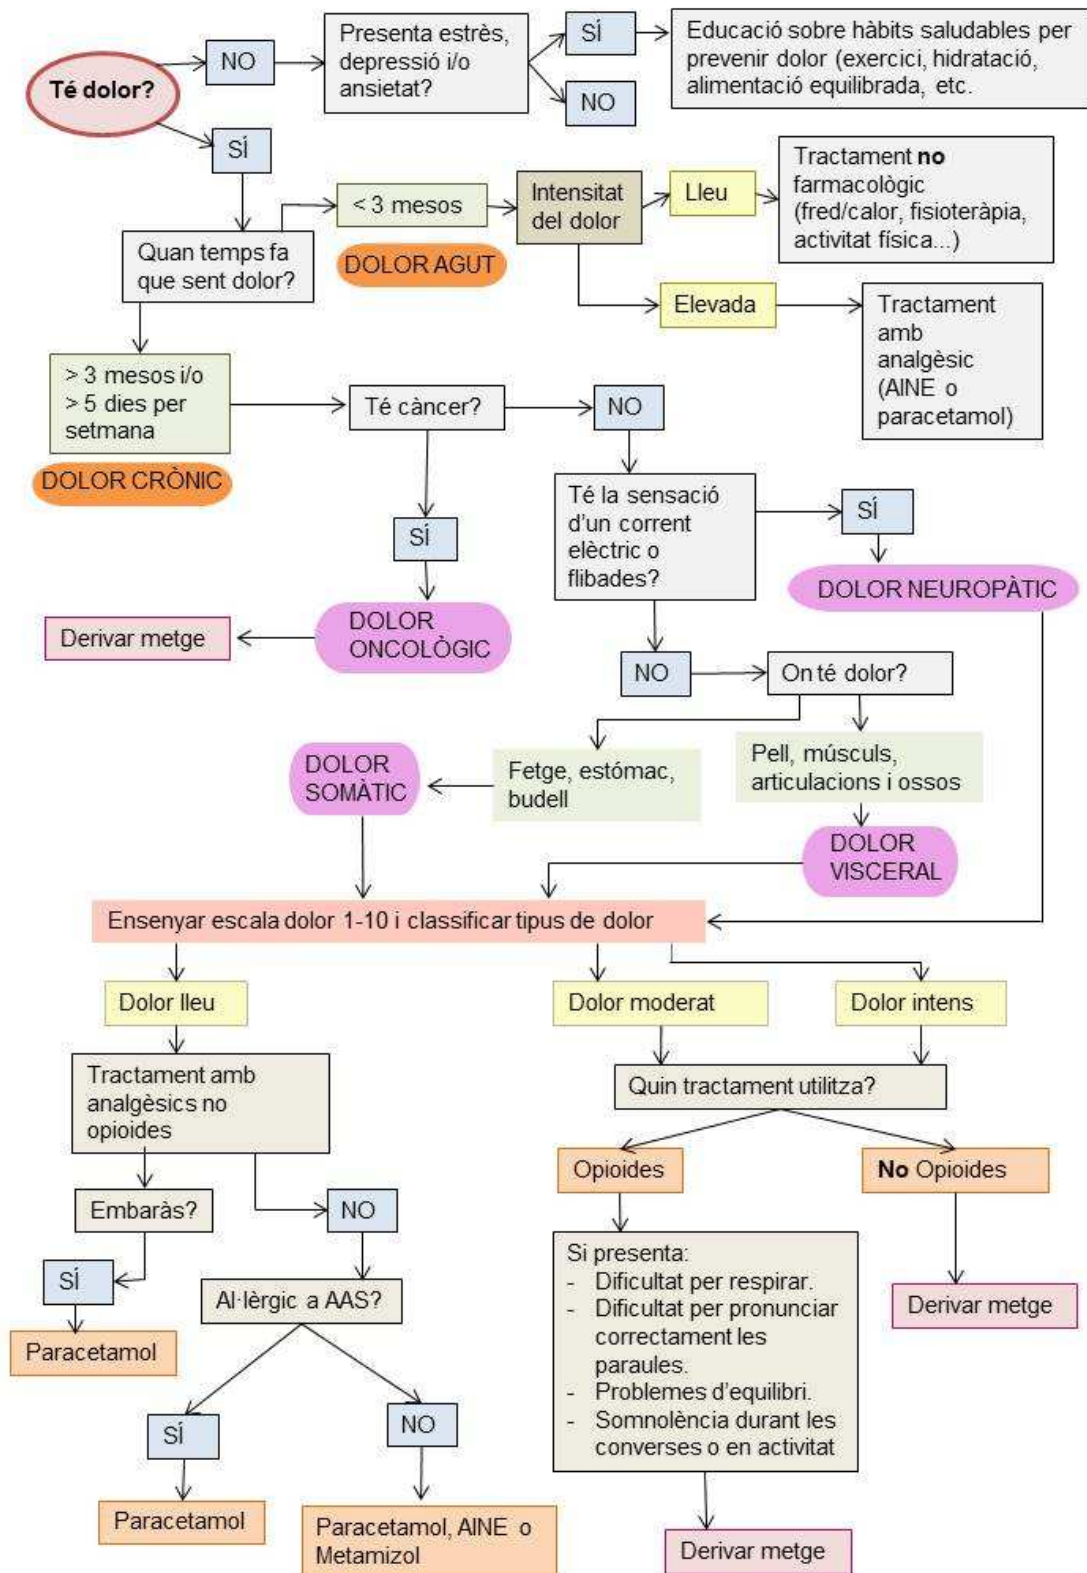 Té dolor?
NO
Presenta estrès,
depressió i/o
ansietat?
SÍ
NO
Educació sobre hàbits saludables per
prevenir dolor (exercici, hidratació,
alimentació equilibrada, etc.
SÍ
Quan temps fa
que sent dolor?
< 3 mesos
DOLOR AGUT
Intensitat
del dolor
Lleu
Tractament no
farmacològic
(fred/calor, fisioteràpia,
activitat física...)
Elevada
Tractament
amb
analgèsic
(AINE o
paracetamol)
> 3 mesos i/o
> 5 dies per
setmana
DOLOR CRÒNIC
Té càncer?
NO
SÍ
DOLOR
ONCOLÒGIC
Derivar metge
Té la sensació
d'un corrent
elèctric o
flibades?
SÍ
DOLOR NEUROPÀTIC
NO
On té dolor?
Fetge, estómac,
budell
DOLOR
SOMÀTIC
Pell, músculs,
articulacions i ossos
DOLOR
VISCERAL
Ensenyar escala dolor 1-10 i classificar tipus de dolor
Dolor lleu
Dolor moderat
Dolor intens
Tractament amb
analgèsics no
opioides
Quin tractament utilitza?
Embaràs?
NO
SÍ
Paracetamol
Al·lèrgic a AAS?
SÍ
NO
Paracetamol
Paracetamol, AINE o
Metamizol
Opioides
No Opioides
Si presenta:
- Dificultat per respirar.
- Dificultat per pronunciar
correctament les
paraules.
- Problemes d'equilibri.
- Somnolència durant les
converses o en activitat
Derivar metge
Derivar metge